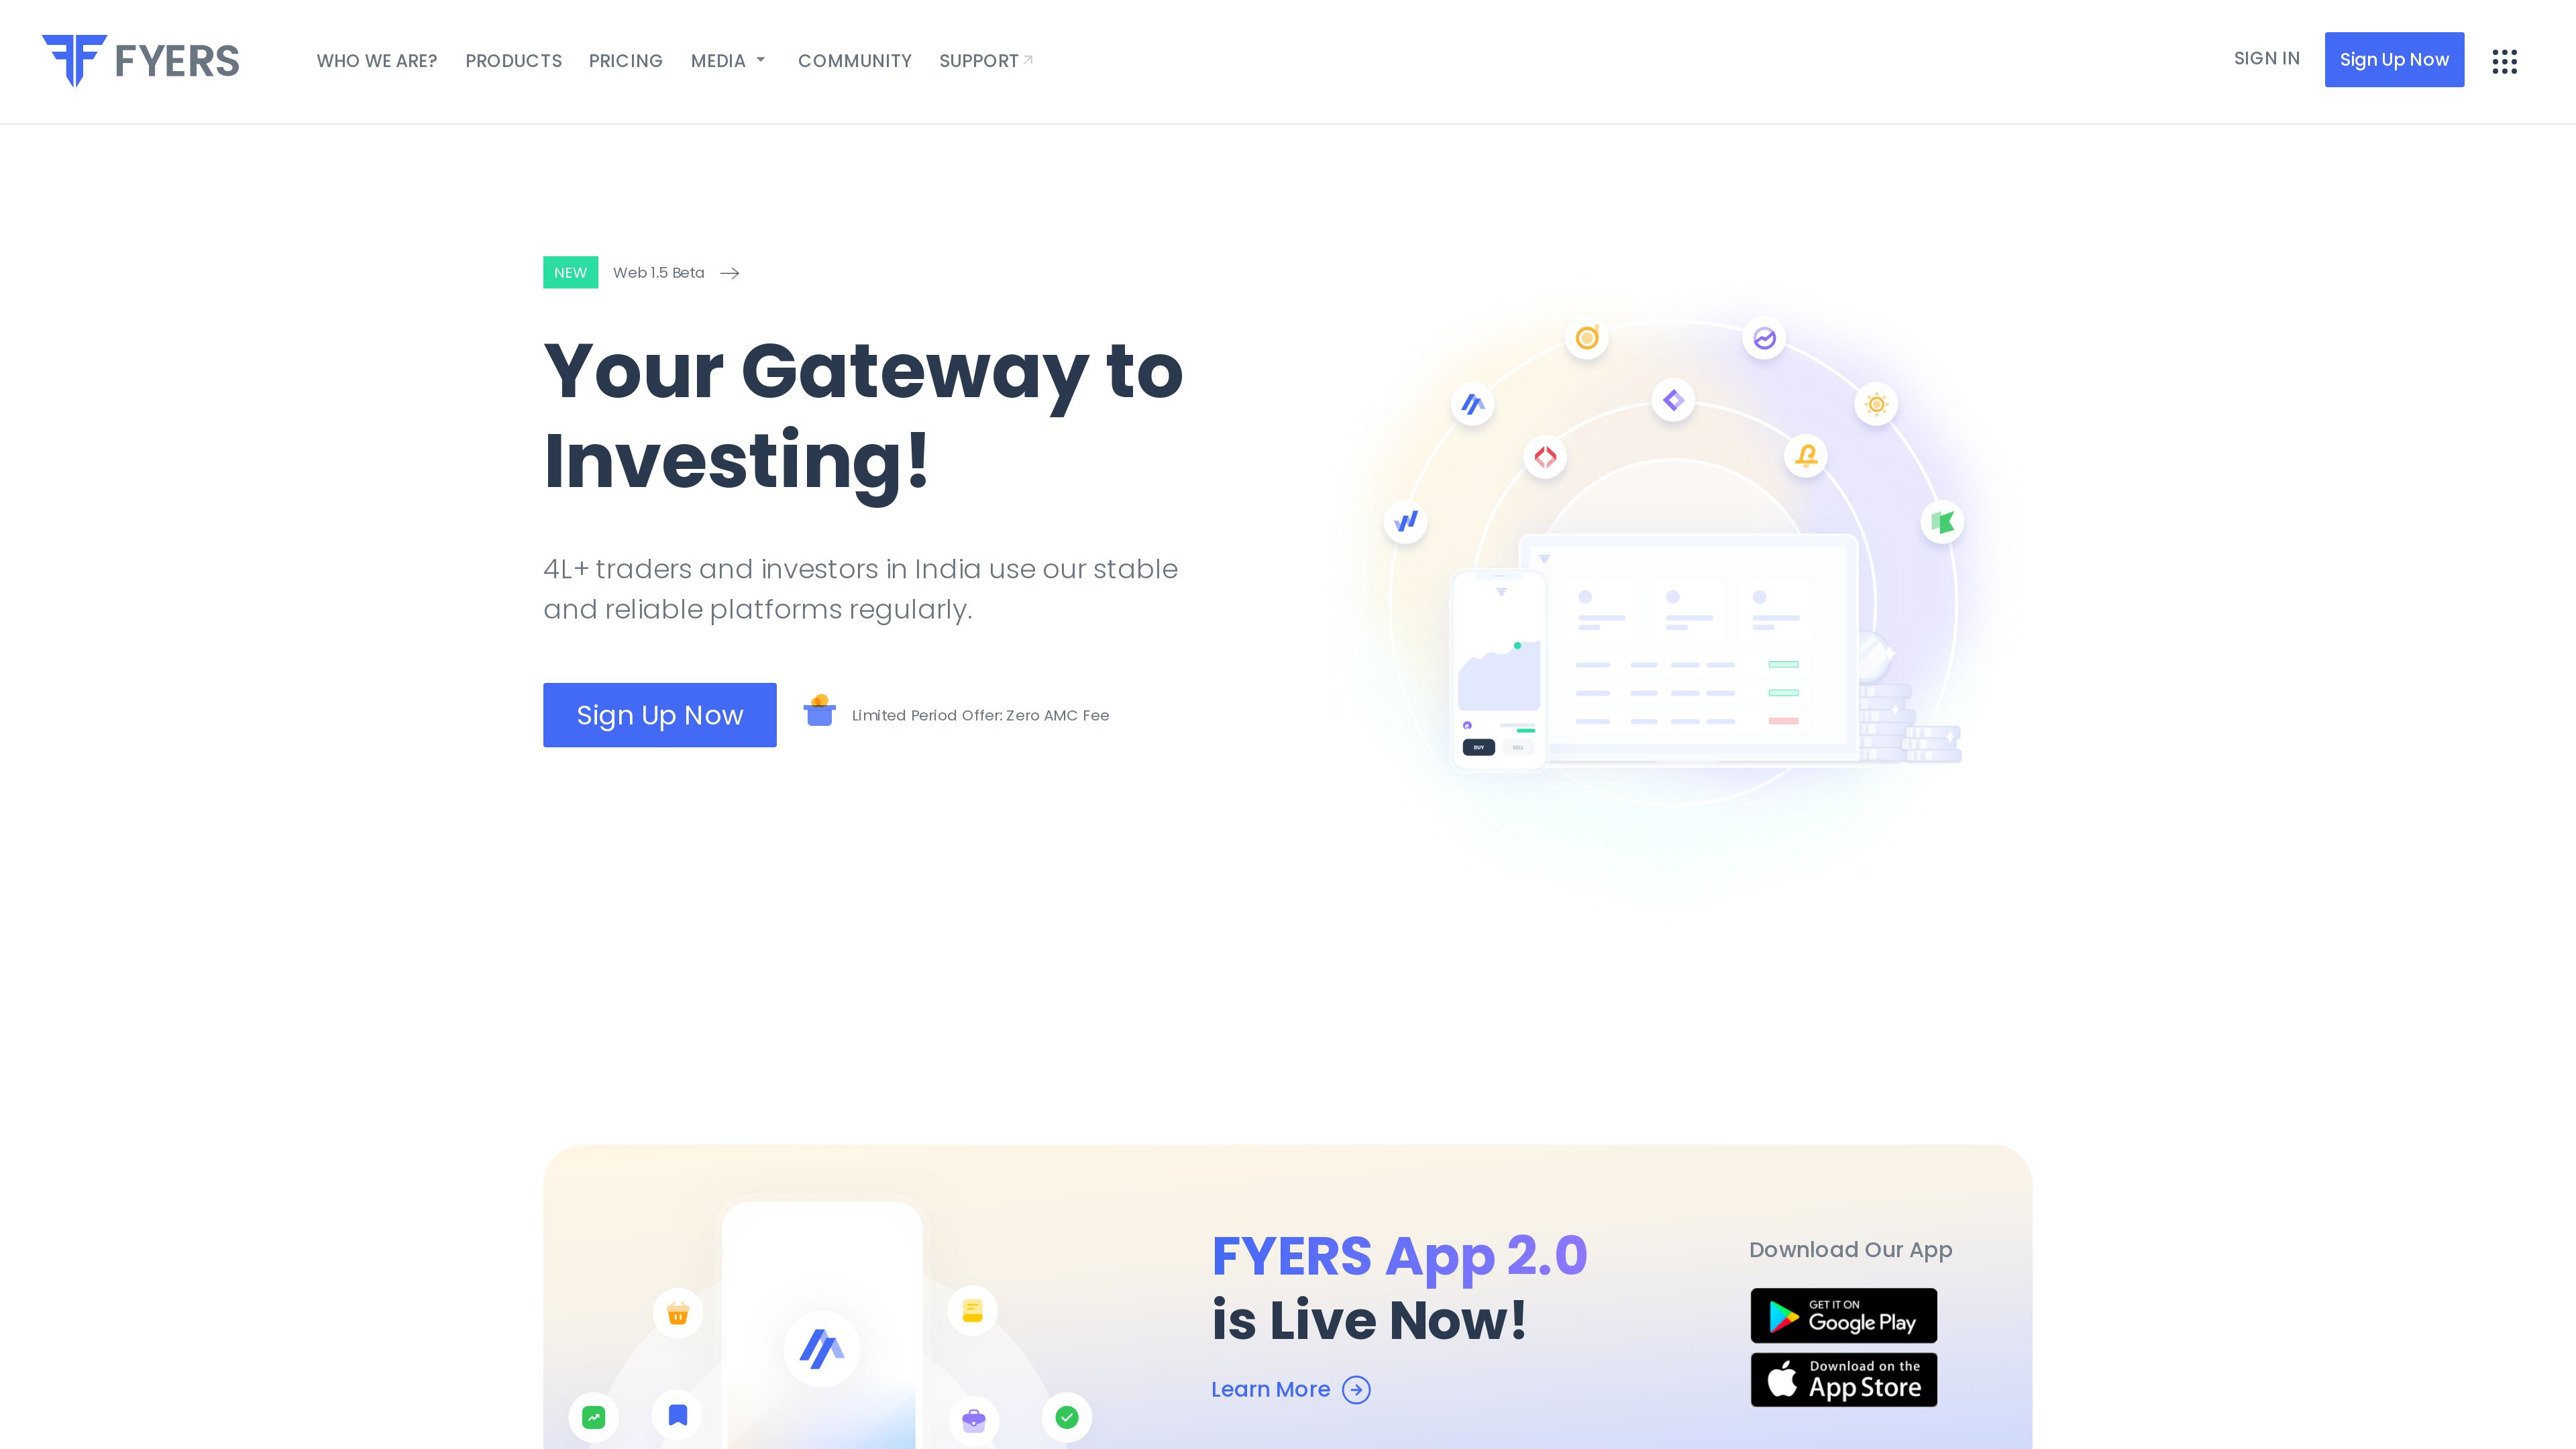 FYERS
WHO WE ARE?
PRODUCTS
PRICING
MEDIA
COMMUNITY
SUPPORT
SIGN IN
Sign Up Now
NEW
Web 1.5 Beta
Your Gateway to
Investing!
4L+ traders and investors in India use our stable
and reliable platforms regularly.
Sign Up Now
Limited Period Offer: Zero AMC Fee
BUY
SELL
FYERS App 2.0
is Live Now!
Learn More
Download Our App
GET IT ON
Google Play
Download on the
App Store